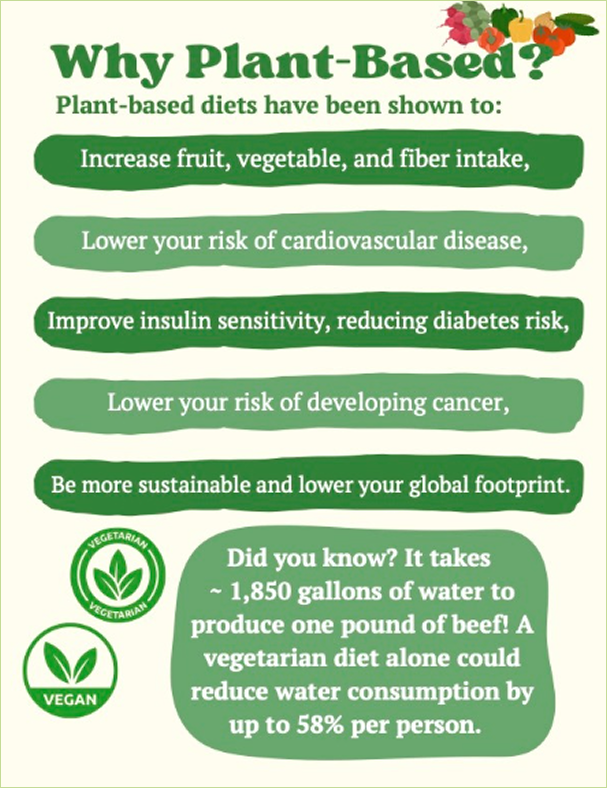 Why Plant-Based?
Plant-based diets have been shown to:
Increase fruit, vegetable, and fiber intake,
Lower your risk of cardiovascular disease,
Improve insulin sensitivity, reducing diabetes risk,
Lower your risk of developing cancer,
Be more sustainable and lower your global footprint.
VEGETARIAN
VEGETARIAN
VEGAN
Did you know? It takes
~ 1,850 gallons of water to
produce one pound of beef! A
vegetarian diet alone could
reduce water consumption by
up to 58% per person.